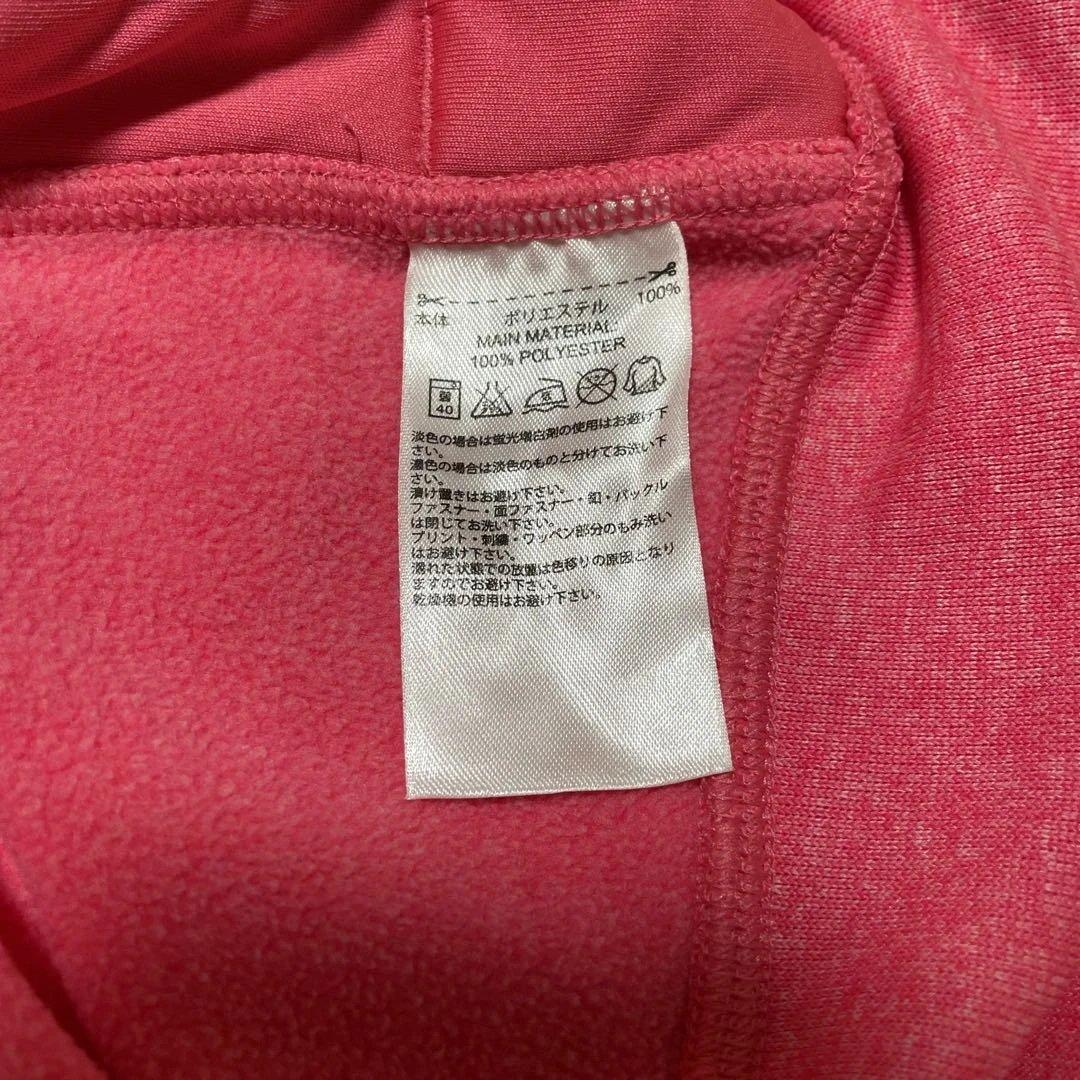 本体 ポリエステル 100%
MAIN MATERIAL
100% POLYESTER
弱 40
淡色の場合は蛍光増白剤の使用はお避け下
さい。
濃色の場合は淡色のものと分けてお洗い下
さい。
漬け置きはお避け下さい。
ファスナー・面ファスナー・釦・バックル
は閉じてお洗い下さい。
プリント・刺繍・ワッペン部分のもみ洗い
はお避け下さい。
濡れた状態での放置は色移りの原因となり
ますのでお避け下さい。
乾燥機の使用はお避け下さい。